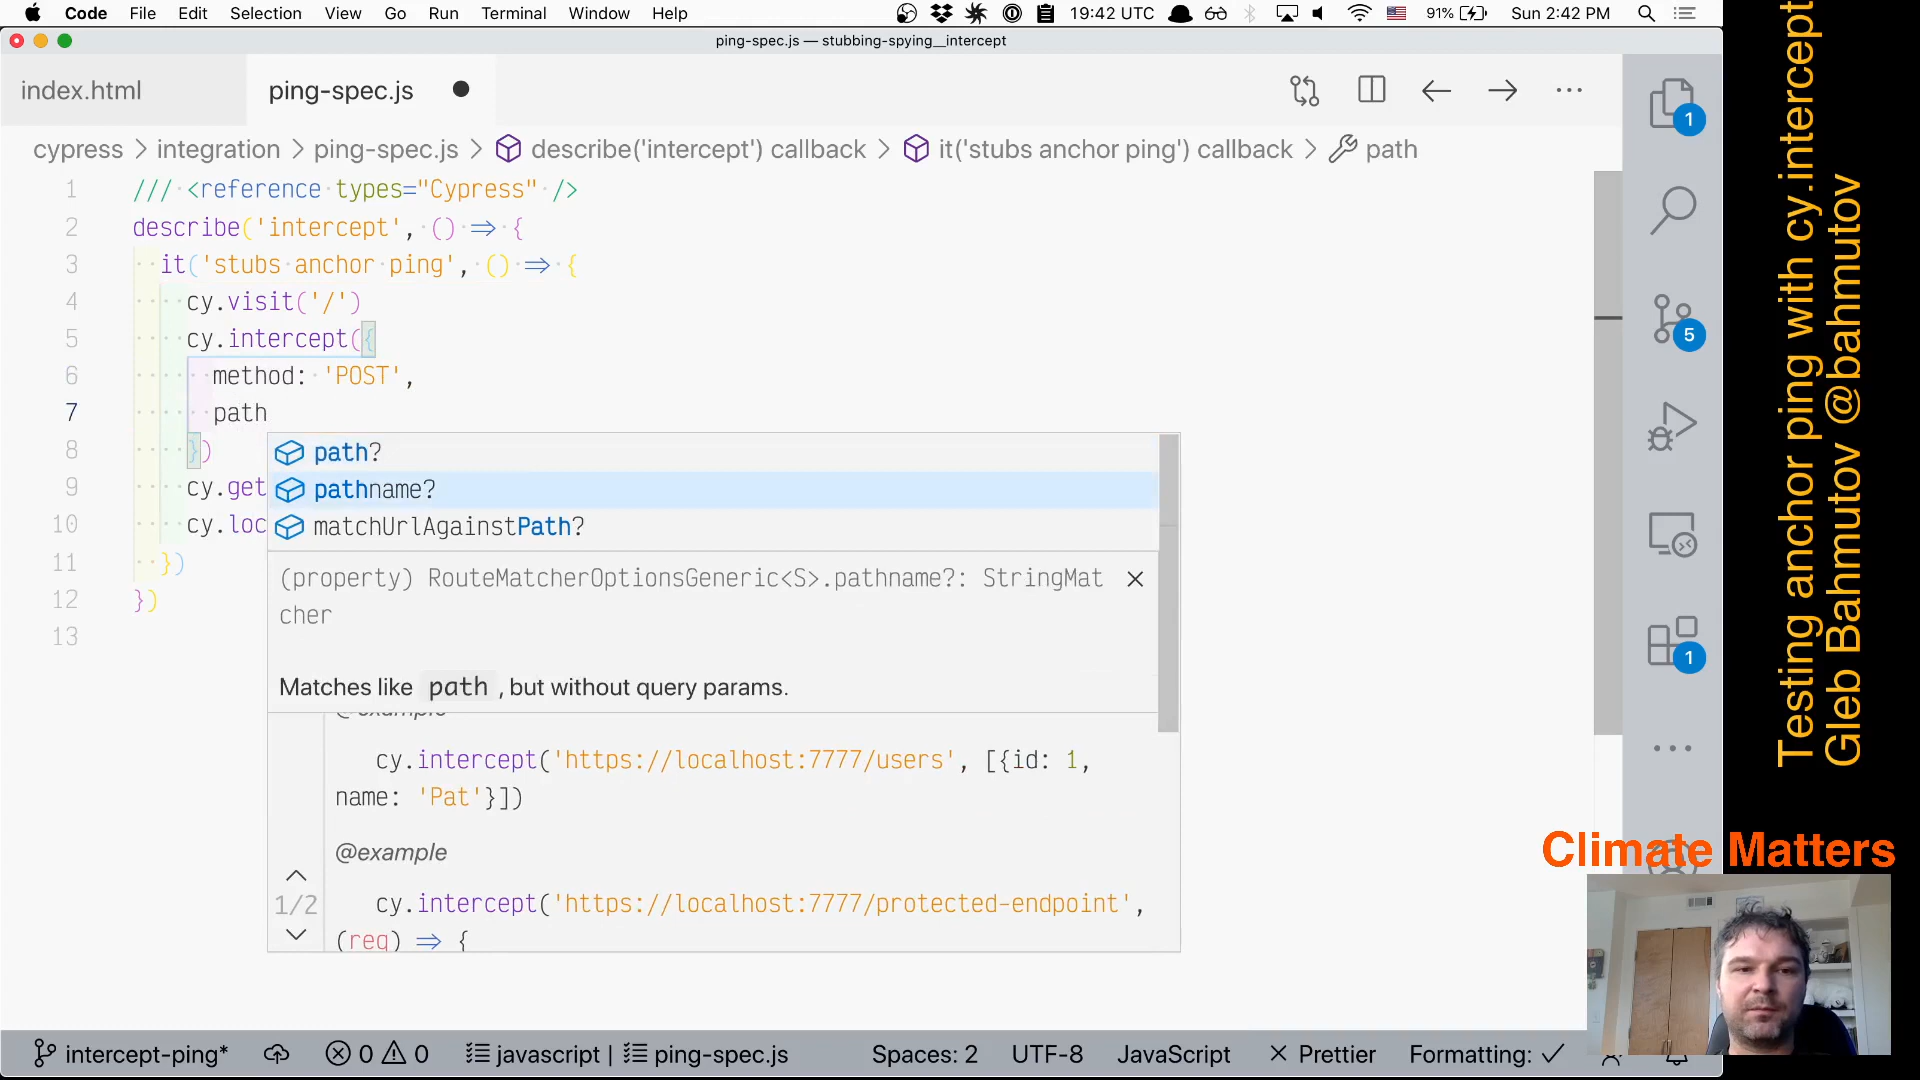 Code File Edit Selection View Go Run Terminal Window Help 19:42 UTC 91% Sun 2:42 PM
ping-spec.js — stubbing-spying__intercept
index.html ping-spec.js
cypress > integration > ping-spec.js > describe('intercept') callback > it('stubs anchor ping') callback > path
1 /// <reference types="Cypress" />
2 describe('intercept', () => {
3 it('stubs anchor ping', () => {
4 cy.visit('/')
5 cy.intercept({
6 method: 'POST',
7 path
8 })
9 cy.get
10 cy.loc
11 })
12 })
13
path?
pathname?
matchUrlAgainstPath?
(property) RouteMatcherOptionsGeneric<S>.pathname?: StringMat
cher
Matches like path , but without query params.
@example
cy.intercept('https://localhost:7777/users', [{id: 1,
name: 'Pat'}])
@example
cy.intercept('https://localhost:7777/protected-endpoint',
(req) => {
1/2
1
5
1
Testing anchor ping with cy.intercept
Gleb Bahmutov @bahmutov
Climate Matters
intercept-ping* 0 0 javascript | ping-spec.js Spaces: 2 UTF-8 JavaScript Prettier Formatting: ✓